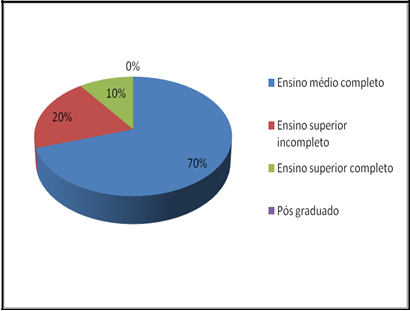 0%
10%
20%
70%
Ensino médio completo
Ensino superior
incompleto
Ensino superior completo
Pós graduado